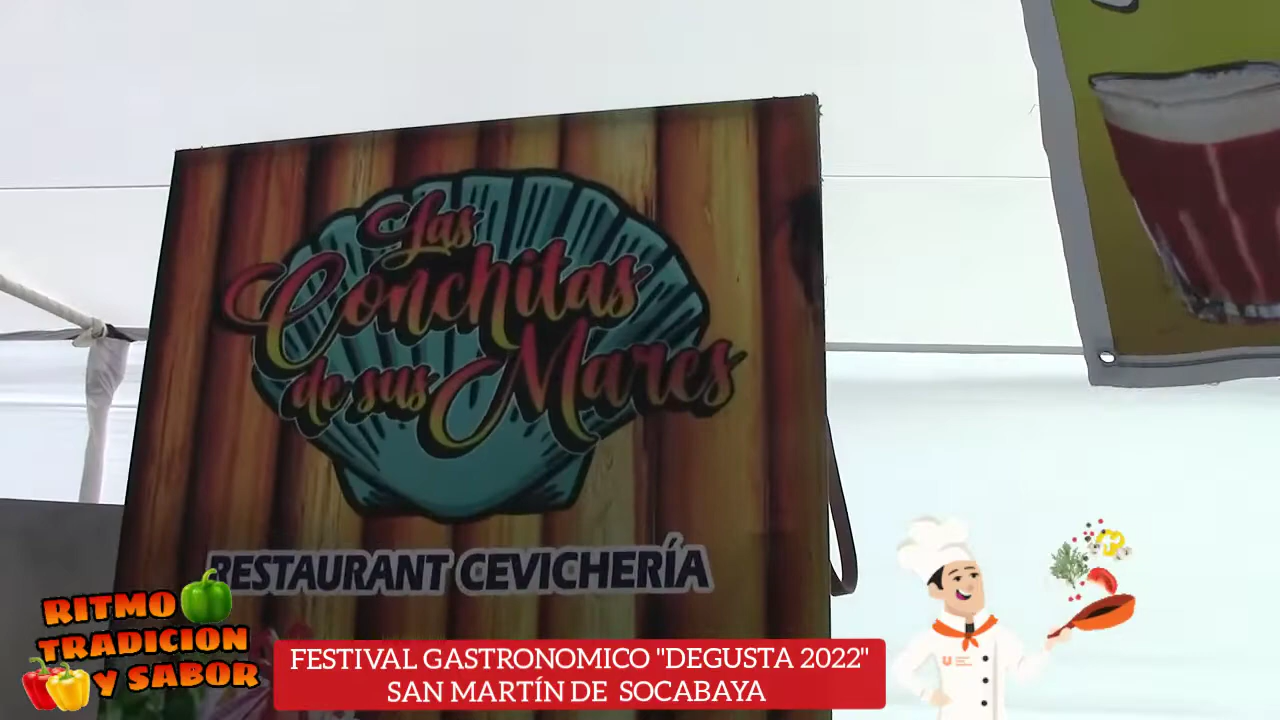 Las
Conchitas
de sus Mares
RESTAURANT CEVICHERÍA
RITMO
TRADICION
Y SABOR
FESTIVAL GASTRONOMICO "DEGUSTA 2022"
SAN MARTÍN DE SOCABAYA